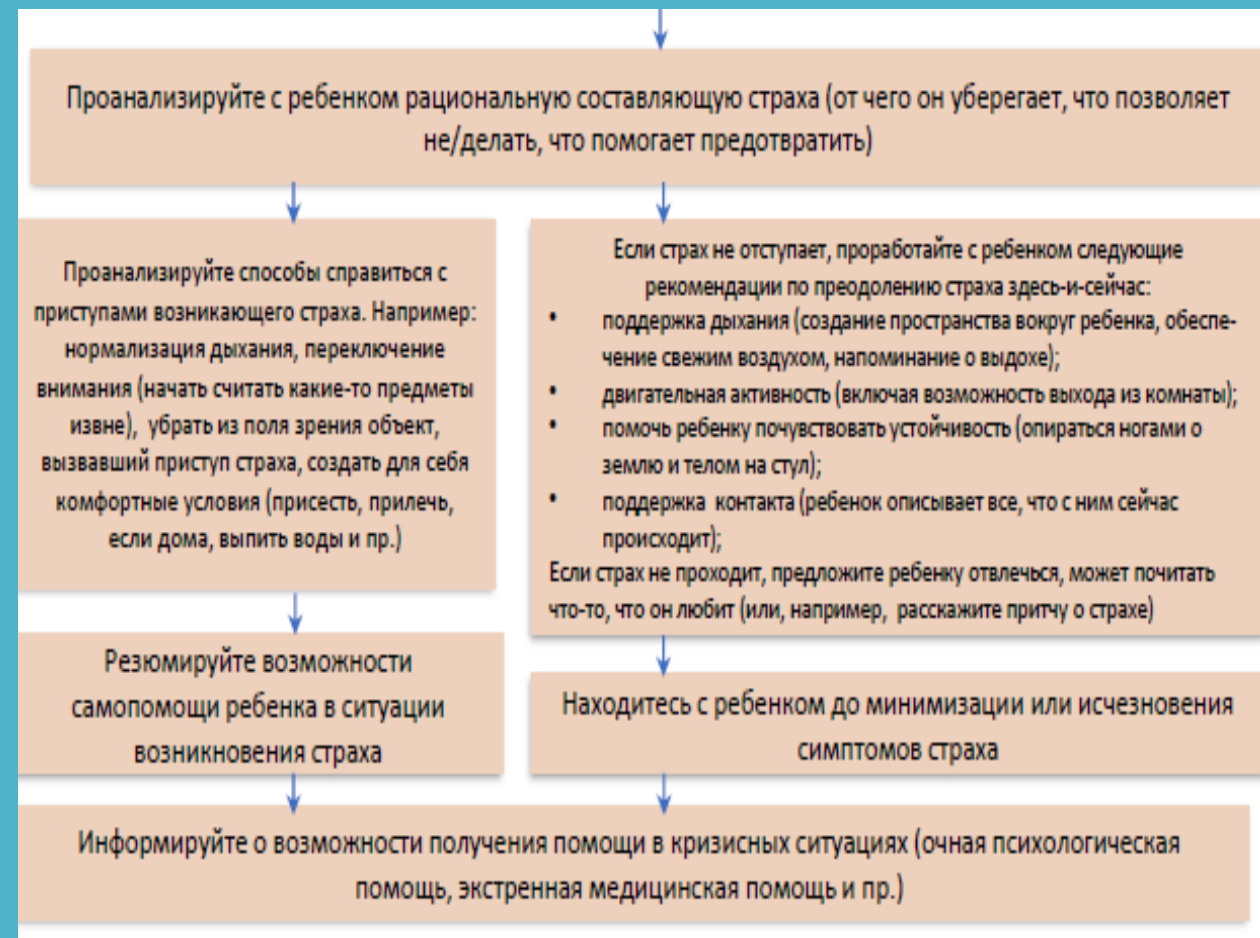 Проанализируйте с ребенком рациональную составляющую страха (от чего он уберегает, что позволяет
не/делать, что помогает предотвратить)
Проанализируйте способы справиться с
приступами возникающего страха. Например:
нормализация дыхания, переключение
внимания (начать считать какие-то предметы
извне), убрать из поля зрения объект,
вызвавший приступ страха, создать для себя
комфортные условия (присесть, прилечь,
если дома, выпить воды и пр.)
Если страх не отступает, проработайте с ребенком следующие
рекомендации по преодолению страха здесь-и-сейчас:
• поддержка дыхания (создание пространства вокруг ребенка, обеспе-
чение свежим воздухом, напоминание о выдохе);
• двигательная активность (включая возможность выхода из комнаты);
• помочь ребенку почувствовать устойчивость (опираться ногами о
землю и телом на стул);
• поддержка контакта (ребенок описывает все, что с ним сейчас
происходит);
Если страх не проходит, предложите ребенку отвлечься, может почитать
что-то, что он любит (или, например, расскажите притчу о страхе)
Резюмируйте возможности
самопомощи ребенка в ситуации
возникновения страха
Находитесь с ребенком до минимизации или исчезновения
симптомов страха
Информируйте о возможности получения помощи в кризисных ситуациях (очная психологическая
помощь, экстренная медицинская помощь и пр.)